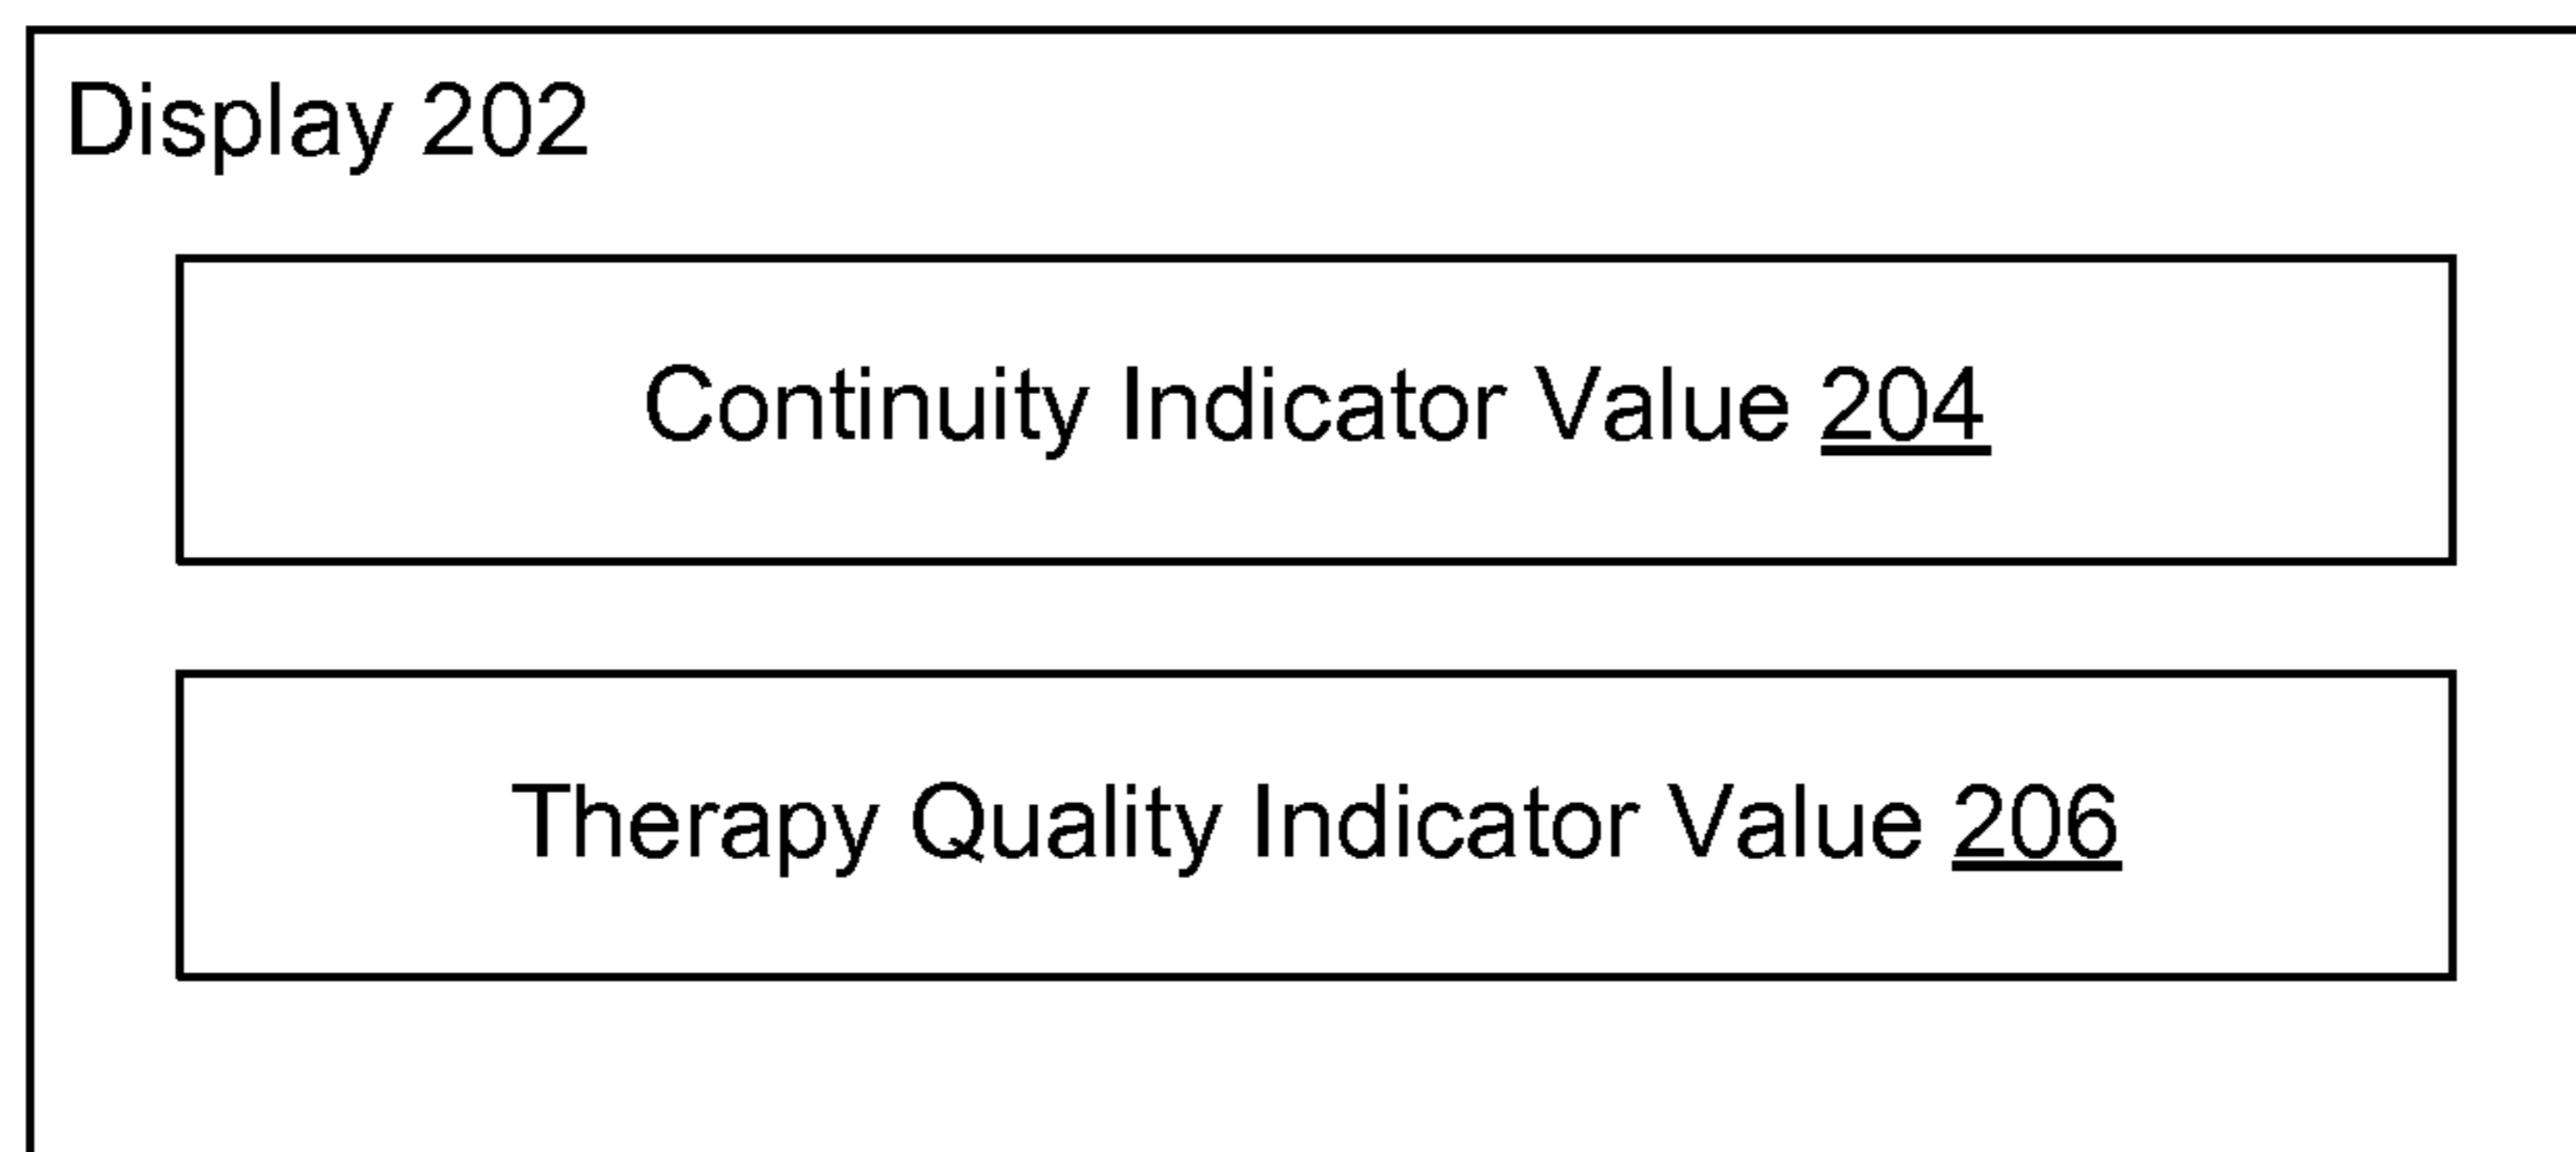 Display 202
Continuity Indicator Value 204
Therapy Quality Indicator Value 206